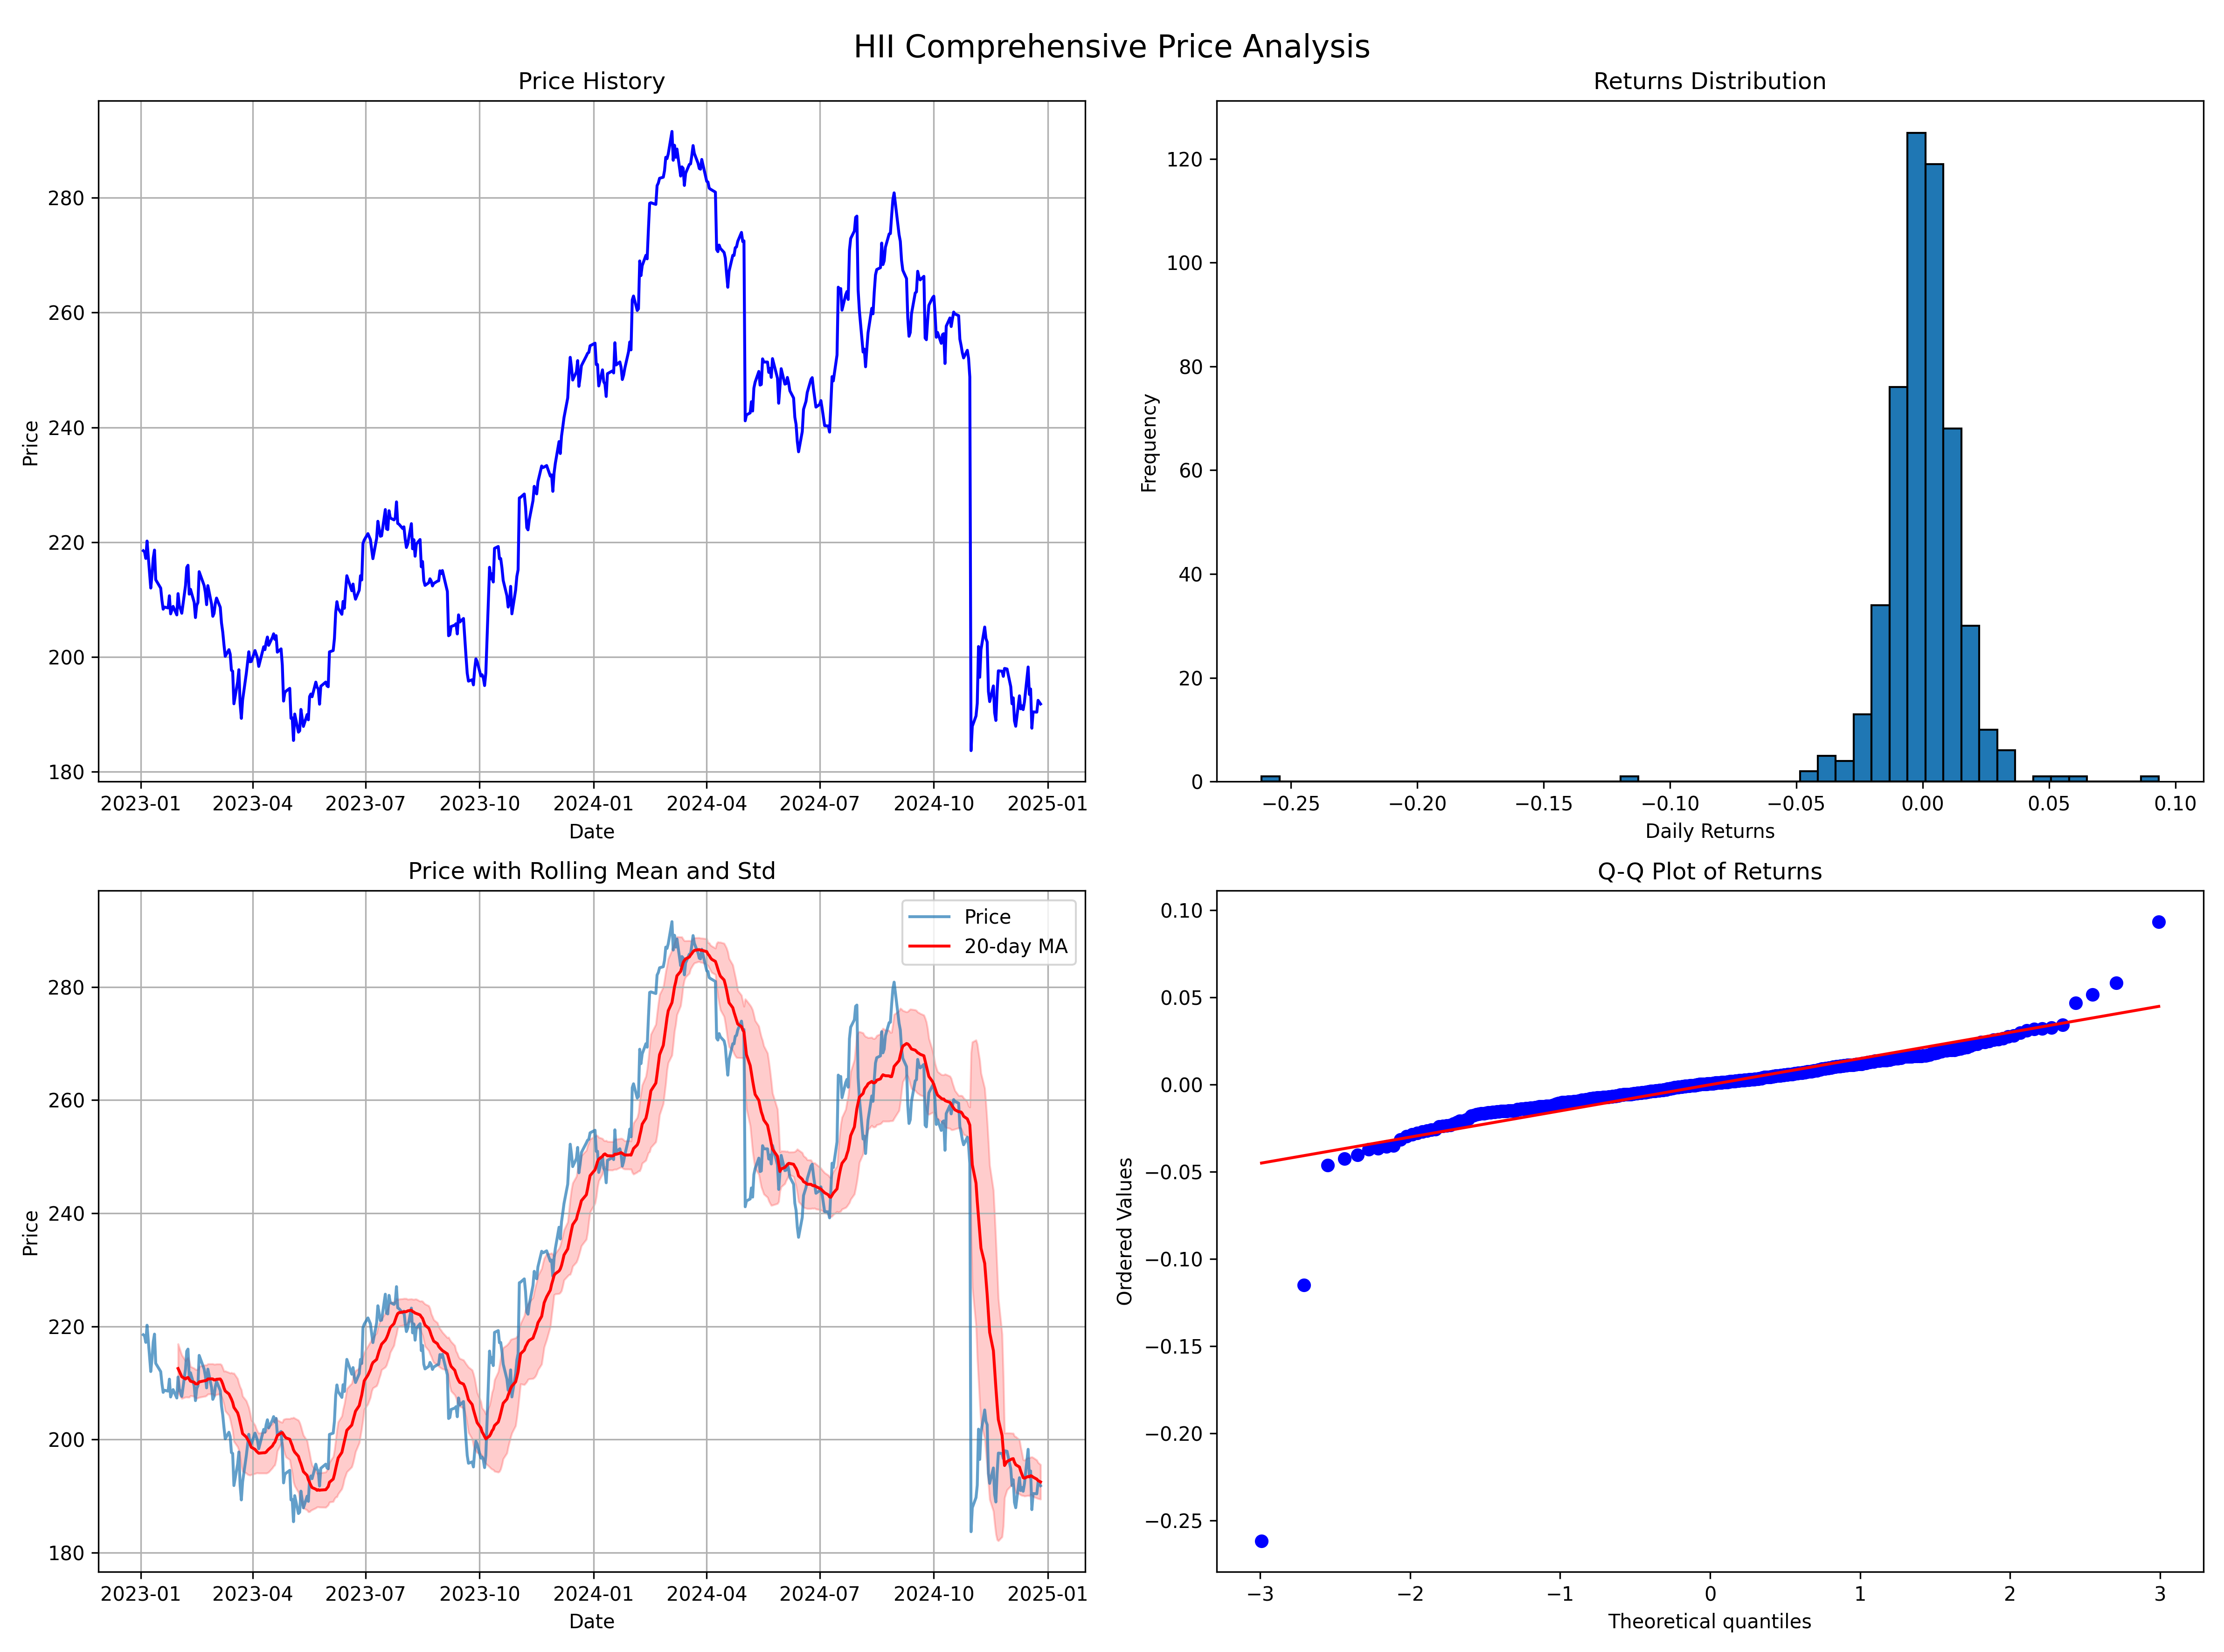 HII Comprehensive Price Analysis
Price History
Price
280
260
240
220
200
180
2023-01 2023-04 2023-07 2023-10 2024-01 2024-04 2024-07 2024-10 2025-01
Date
Returns Distribution
Frequency
120
100
80
60
40
20
0
−0.25 −0.20 −0.15 −0.10 −0.05 0.00 0.05 0.10
Daily Returns
Price with Rolling Mean and Std
Price
280
260
240
220
200
180
Price
20-day MA
2023-01 2023-04 2023-07 2023-10 2024-01 2024-04 2024-07 2024-10 2025-01
Date
Q-Q Plot of Returns
Ordered Values
0.10
0.05
0.00
−0.05
−0.10
−0.15
−0.20
−0.25
−3 −2 −1 0 1 2 3
Theoretical quantiles